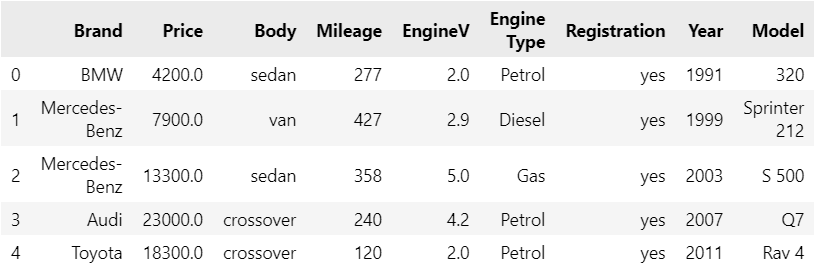 Brand Price Body Mileage EngineV Engine Type Registration Year Model
0 BMW 4200.0 sedan 277 2.0 Petrol yes 1991 320
1 Mercedes-Benz 7900.0 van 427 2.9 Diesel yes 1999 Sprinter 212
2 Mercedes-Benz 13300.0 sedan 358 5.0 Gas yes 2003 S 500
3 Audi 23000.0 crossover 240 4.2 Petrol yes 2007 Q7
4 Toyota 18300.0 crossover 120 2.0 Petrol yes 2011 Rav 4